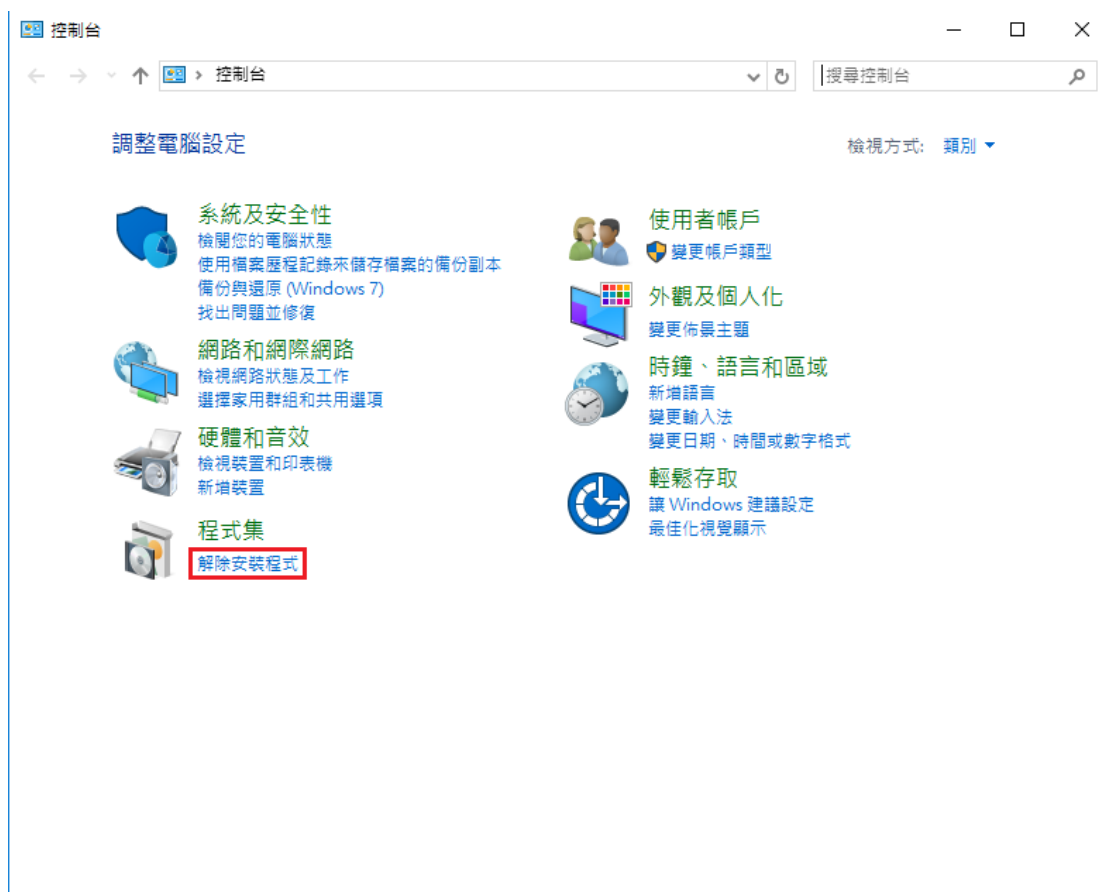 控制台
控制台
搜尋控制台
調整電腦設定
檢視方式: 類別
系統及安全性
檢閱您的電腦狀態
使用檔案歷程記錄來儲存檔案的備份副本
備份與還原 (Windows 7)
找出問題並修復
網路和網際網路
檢視網路狀態及工作
選擇家用群組和共用選項
硬體和音效
檢視裝置和印表機
新增裝置
程式集
解除安裝程式
使用者帳戶
變更帳戶類型
外觀及個人化
變更佈景主題
時鐘、語言和區域
新增語言
變更輸入法
變更日期、時間或數字格式
輕鬆存取
讓 Windows 建議設定
最佳化視覺顯示